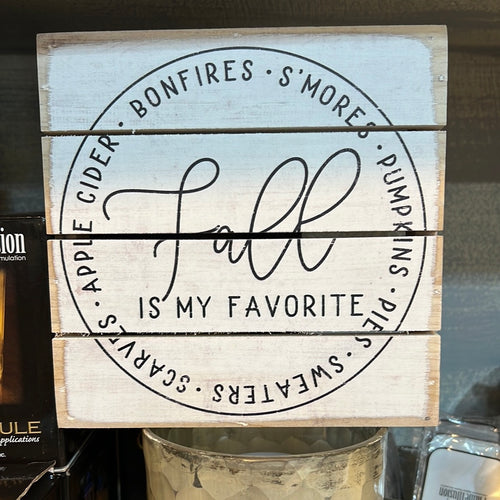 BONFIRES · S'MORES · PUMPKINS · PIES · SWEATERS · SCARVES · APPLE CIDER ·
Fall
IS MY FAVORITE